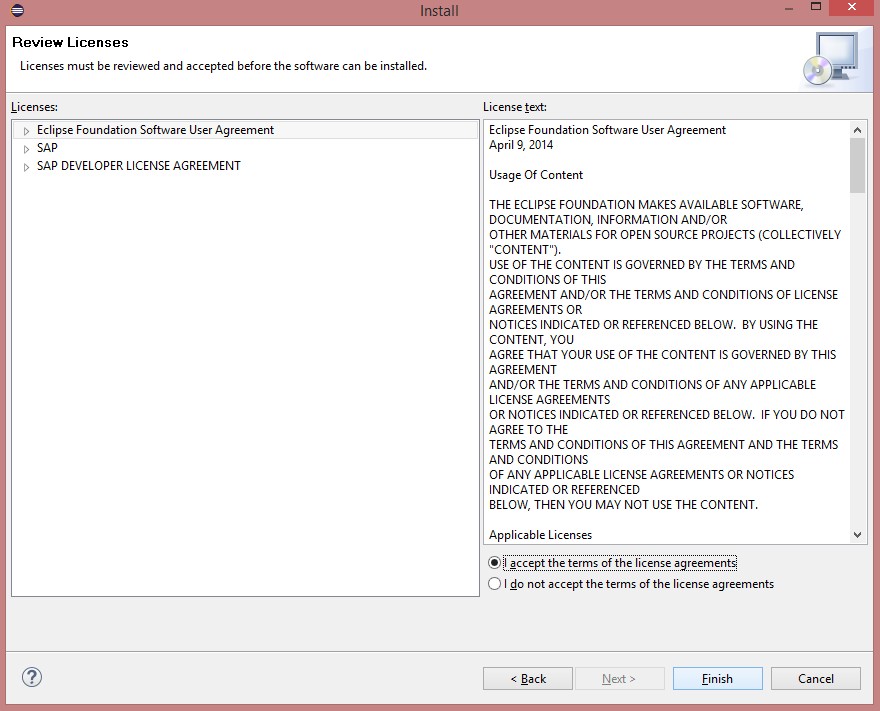 Install
Review Licenses
Licenses must be reviewed and accepted before the software can be installed.
Licenses:
Eclipse Foundation Software User Agreement
SAP
SAP DEVELOPER LICENSE AGREEMENT
License text:
Eclipse Foundation Software User Agreement
April 9, 2014
Usage Of Content
THE ECLIPSE FOUNDATION MAKES AVAILABLE SOFTWARE,
DOCUMENTATION, INFORMATION AND/OR
OTHER MATERIALS FOR OPEN SOURCE PROJECTS (COLLECTIVELY
"CONTENT").
USE OF THE CONTENT IS GOVERNED BY THE TERMS AND
CONDITIONS OF THIS
AGREEMENT AND/OR THE TERMS AND CONDITIONS OF LICENSE
AGREEMENTS OR
NOTICES INDICATED OR REFERENCED BELOW.  BY USING THE
CONTENT, YOU
AGREE THAT YOUR USE OF THE CONTENT IS GOVERNED BY THIS
AGREEMENT
AND/OR THE TERMS AND CONDITIONS OF ANY APPLICABLE
LICENSE AGREEMENTS
OR NOTICES INDICATED OR REFERENCED BELOW.  IF YOU DO NOT
AGREE TO THE
TERMS AND CONDITIONS OF THIS AGREEMENT AND THE TERMS
AND CONDITIONS
OF ANY APPLICABLE LICENSE AGREEMENTS OR NOTICES
INDICATED OR REFERENCED
BELOW, THEN YOU MAY NOT USE THE CONTENT.
Applicable Licenses
I accept the terms of the license agreements
I do not accept the terms of the license agreements
< Back
Next >
Finish
Cancel